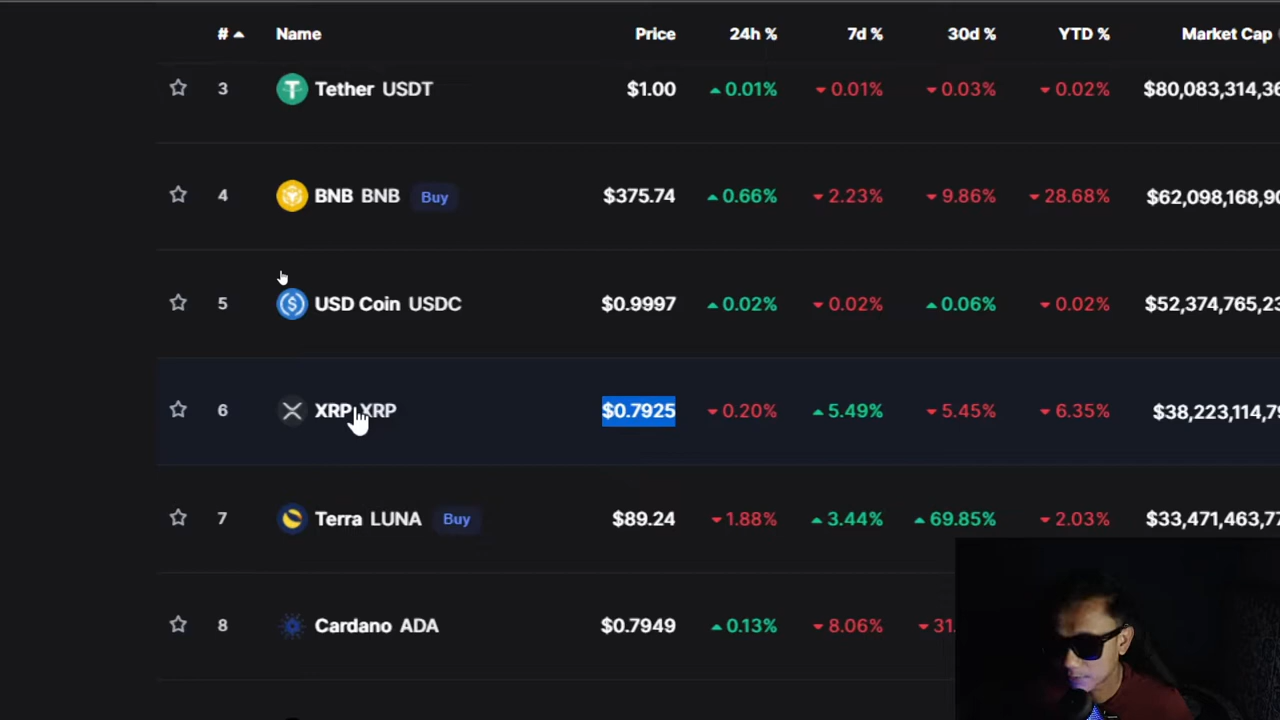 # Name Price 24h % 7d % 30d % YTD % Market Cap
3 Tether USDT $1.00 0.01% 0.01% 0.03% 0.02% $80,083,314,36
4 BNB BNB Buy $375.74 0.66% 2.23% 9.86% 28.68% $62,098,168,90
5 USD Coin USDC $0.9997 0.02% 0.02% 0.06% 0.02% $52,374,765,23
6 XRP XRP $0.7925 0.20% 5.49% 5.45% 6.35% $38,223,114,79
7 Terra LUNA Buy $89.24 1.88% 3.44% 69.85% 2.03% $33,471,463,77
8 Cardano ADA $0.7949 0.13% 8.06% 31.